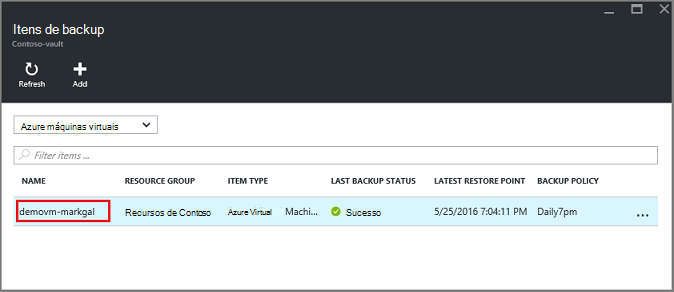 Itens de backup
Contoso-vault
Refresh Add
Azure máquinas virtuais
Filter items ...
NAME RESOURCE GROUP ITEM TYPE LAST BACKUP STATUS LATEST RESTORE POINT BACKUP POLICY
demovm-markgal Recursos de Contoso Azure Virtual Machi... Sucesso 5/25/2016 7:04:11 PM Daily7pm ...